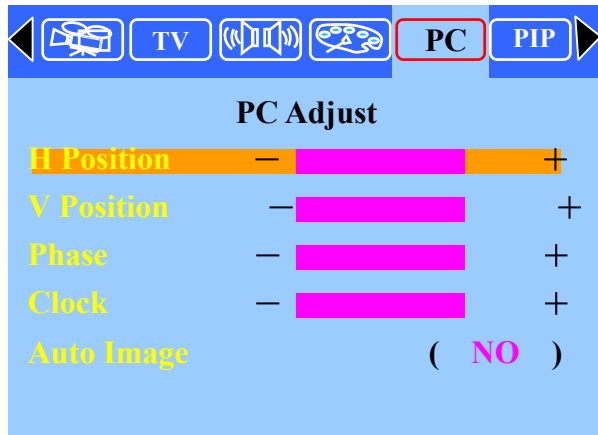 TV PC PIP
PC Adjust
H Position − +
V Position − +
Phase − +
Clock − +
Auto Image ( NO )